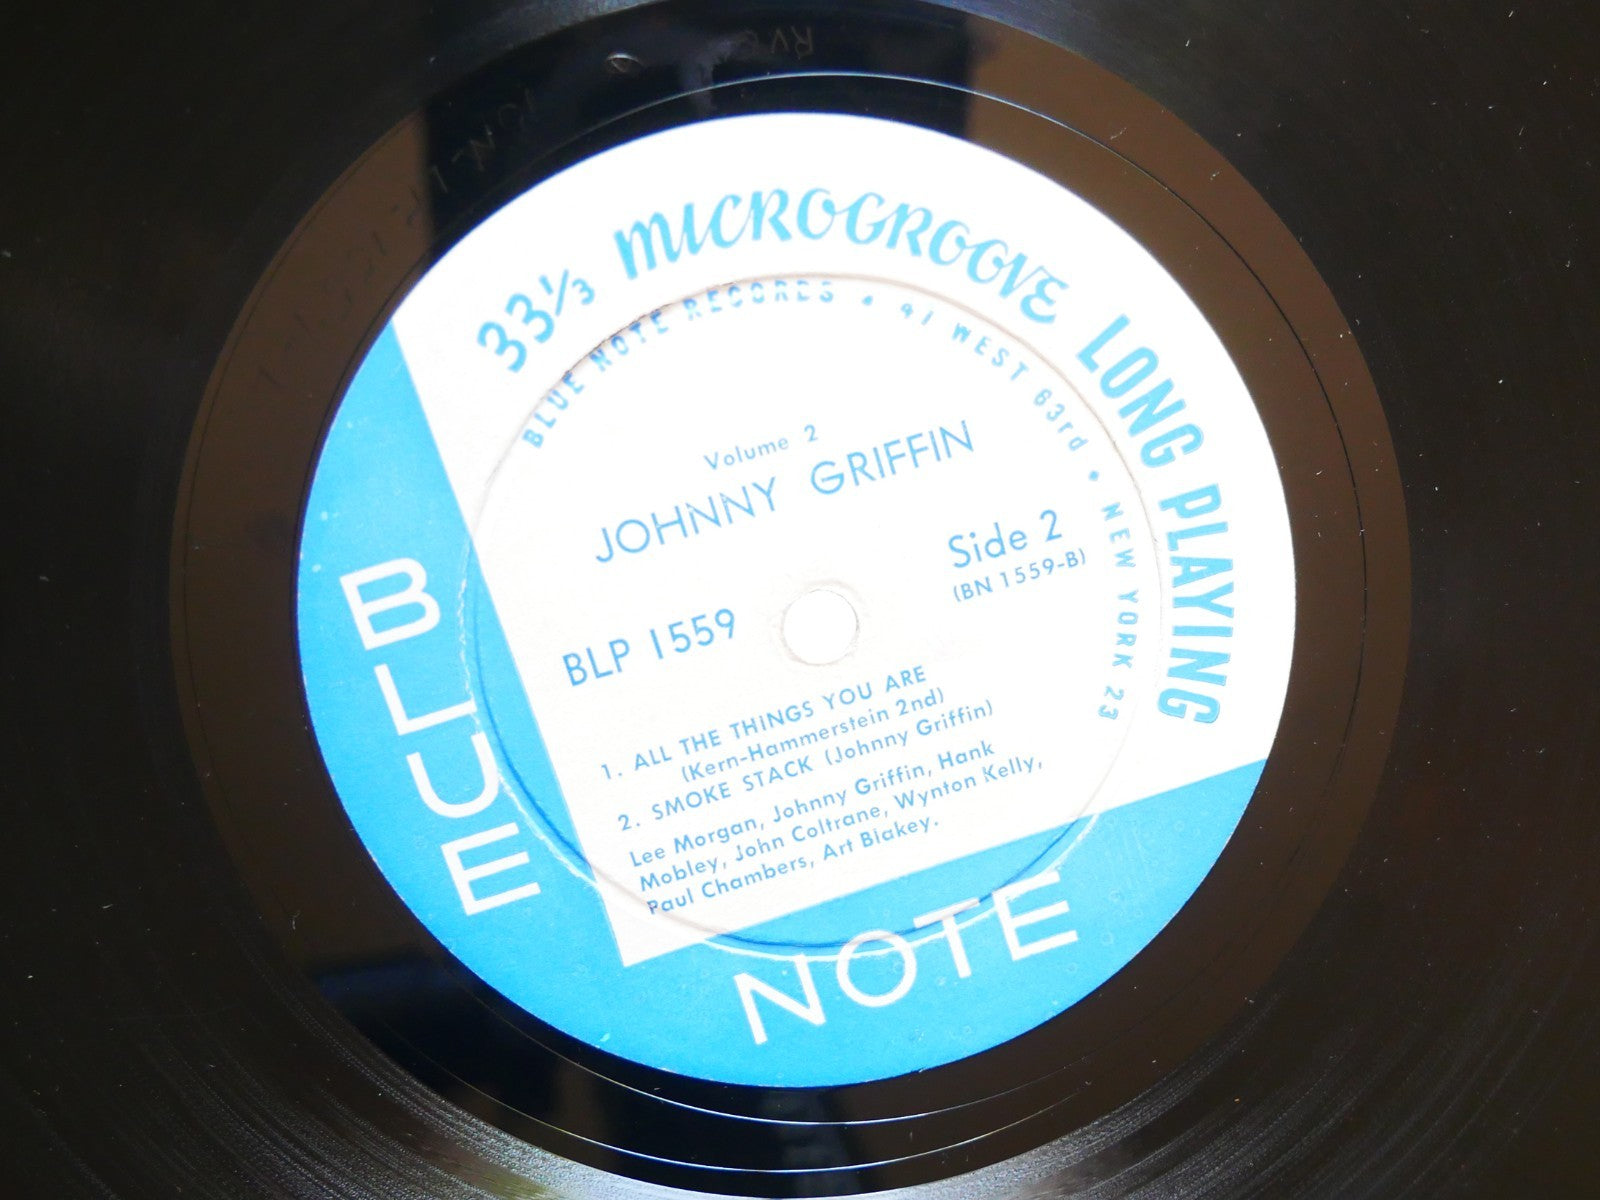 33⅓ MICROGROOVE LONG PLAYING
BLUE NOTE RECORDS • 47 WEST 63rd • NEW YORK 23
Volume 2
JOHNNY GRIFFIN
Side 2
(BN 1559-B)
BLP 1559
1. ALL THE THINGS YOU ARE
(Kern-Hammerstein 2nd)
2. SMOKE STACK (Johnny Griffin)
Lee Morgan, Johnny Griffin, Hank
Mobley, John Coltrane, Wynton Kelly,
Paul Chambers, Art Blakey.
BLUE
NOTE
RVG